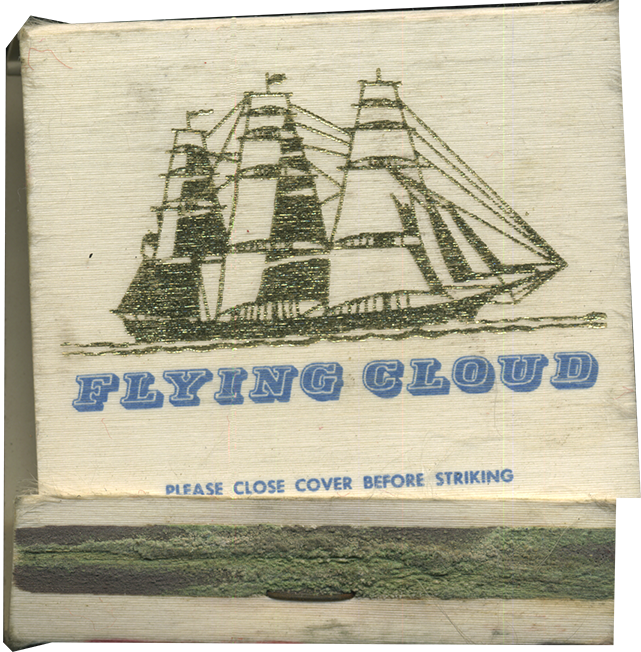 FLYING CLOUD
PLEASE CLOSE COVER BEFORE STRIKING